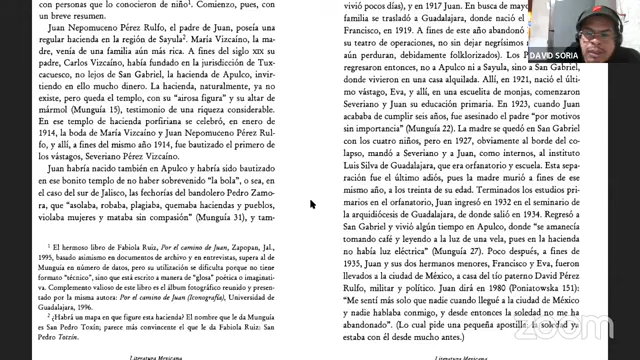 con personas que lo conocieron de niño¹. Comienzo, pues, con
un breve resumen.
Juan Nepomuceno Pérez Rulfo, el padre de Juan, poseía una
regular hacienda en la región de Sayula². María Vizcaíno, la ma-
dre, venía de una familia aún más rica. A fines del siglo XIX su
padre, Carlos Vizcaíno, había fundado en la jurisdicción de Tux-
cacuesco, no lejos de San Gabriel, la hacienda de Apulco, invir-
tiendo en ello mucho dinero. La hacienda, naturalmente, ya no
existe, pero queda el templo, con su “airosa figura” y su altar de
mármol (Munguía 15), testimonio de una riqueza considerable.
En ese templo de hacienda porfiriana se celebró, en enero de
1914, la boda de María Vizcaíno y Juan Nepomuceno Pérez Rul-
fo, y allí, a fines del mismo año 1914, fue bautizado el primero de
los vástagos, Severiano Pérez Vizcaíno.
Juan habría nacido también en Apulco y habría sido bautizado
en ese bonito templo de no haber sobrevenido “la bola”, o sea, en
el caso del sur de Jalisco, las fechorías del bandolero Pedro Zamo-
ra, que “asolaba, robaba, plagiaba, quemaba haciendas y pueblos,
violaba mujeres y mataba sin compasión” (Munguía 31), y tam-
¹ El hermoso libro de Fabiola Ruiz, Por el camino de Juan, Zapopan, Jal.,
1995, basado asimismo en documentos de archivo y en entrevistas, supera al de
Munguía en número de datos, pero su utilización se dificulta porque no tiene
formato “técnico”, sino que está escrito a manera de “glosa” poética o imaginati-
va. Complemento valioso de este libro es el álbum fotográfico reunido y presen-
tado por la misma autora: Por el camino de Juan (Iconografía), Universidad de
Guadalajara, 1996.
² ¿Habrá un mapa en que figure esta hacienda? El nombre que le da Munguía
es San Pedro Toxín; parece más convincente el que le da Fabiola Ruiz: San
Pedro Totzín.
Literatura Mexicana
vivió pocos días), y en 1917 Juan. En busca de mayo
familia se trasladó a Guadalajara, donde nació el
Francisco, en 1919. A fines de este año abandonó
su teatro de operaciones, no sin dejar negrísimos
aún perduran, debidamente folklorizados). Los P
regresaron entonces, no a Apulco ni a Sayula, sino a San Gabriel,
donde vivieron en una casa alquilada. Allí, en 1921, nació el últi-
mo vástago, Eva, y allí, en una escuelita de monjas, comenzaron
Severiano y Juan su educación primaria. En 1923, cuando Juan
acababa de cumplir seis años, fue asesinado el padre “por motivos
sin importancia” (Munguía 22). La madre se quedó en San Gabriel
con los cuatro niños, pero en 1927, obviamente al borde del co-
lapso, mandó a Severiano y a Juan, como internos, al instituto
Luis Silva de Guadalajara, que era orfanatorio y escuela. Esta sepa-
ración fue el último adiós, pues la madre murió a fines de ese
mismo año, a los treinta de su edad. Terminados los estudios pri-
marios en el orfanatorio, Juan ingresó en 1932 en el seminario de
la arquidiócesis de Guadalajara, de donde salió en 1934. Regresó a
San Gabriel y vivió algún tiempo en Apulco, donde “se amanecía
tomando café y leyendo a la luz de una vela, pues en la hacienda
no había luz eléctrica” (Munguía 27). Poco después, a fines de
1935, Juan y sus dos hermanos menores, Francisco y Eva, fueron
llevados a la ciudad de México, a casa del tío paterno David Pérez
Rulfo, militar y político. Juan dirá en 1980 (Poniatowska 151):
“Me sentí más solo que nadie cuando llegué a la ciudad de México
y nadie hablaba conmigo, y desde entonces la soledad no me ha
abandonado”. (Lo cual pide una pequeña apostilla: la soledad ya
estaba con él desde mucho antes.)
Literatura Mexicana
DAVID SORIA
zoom